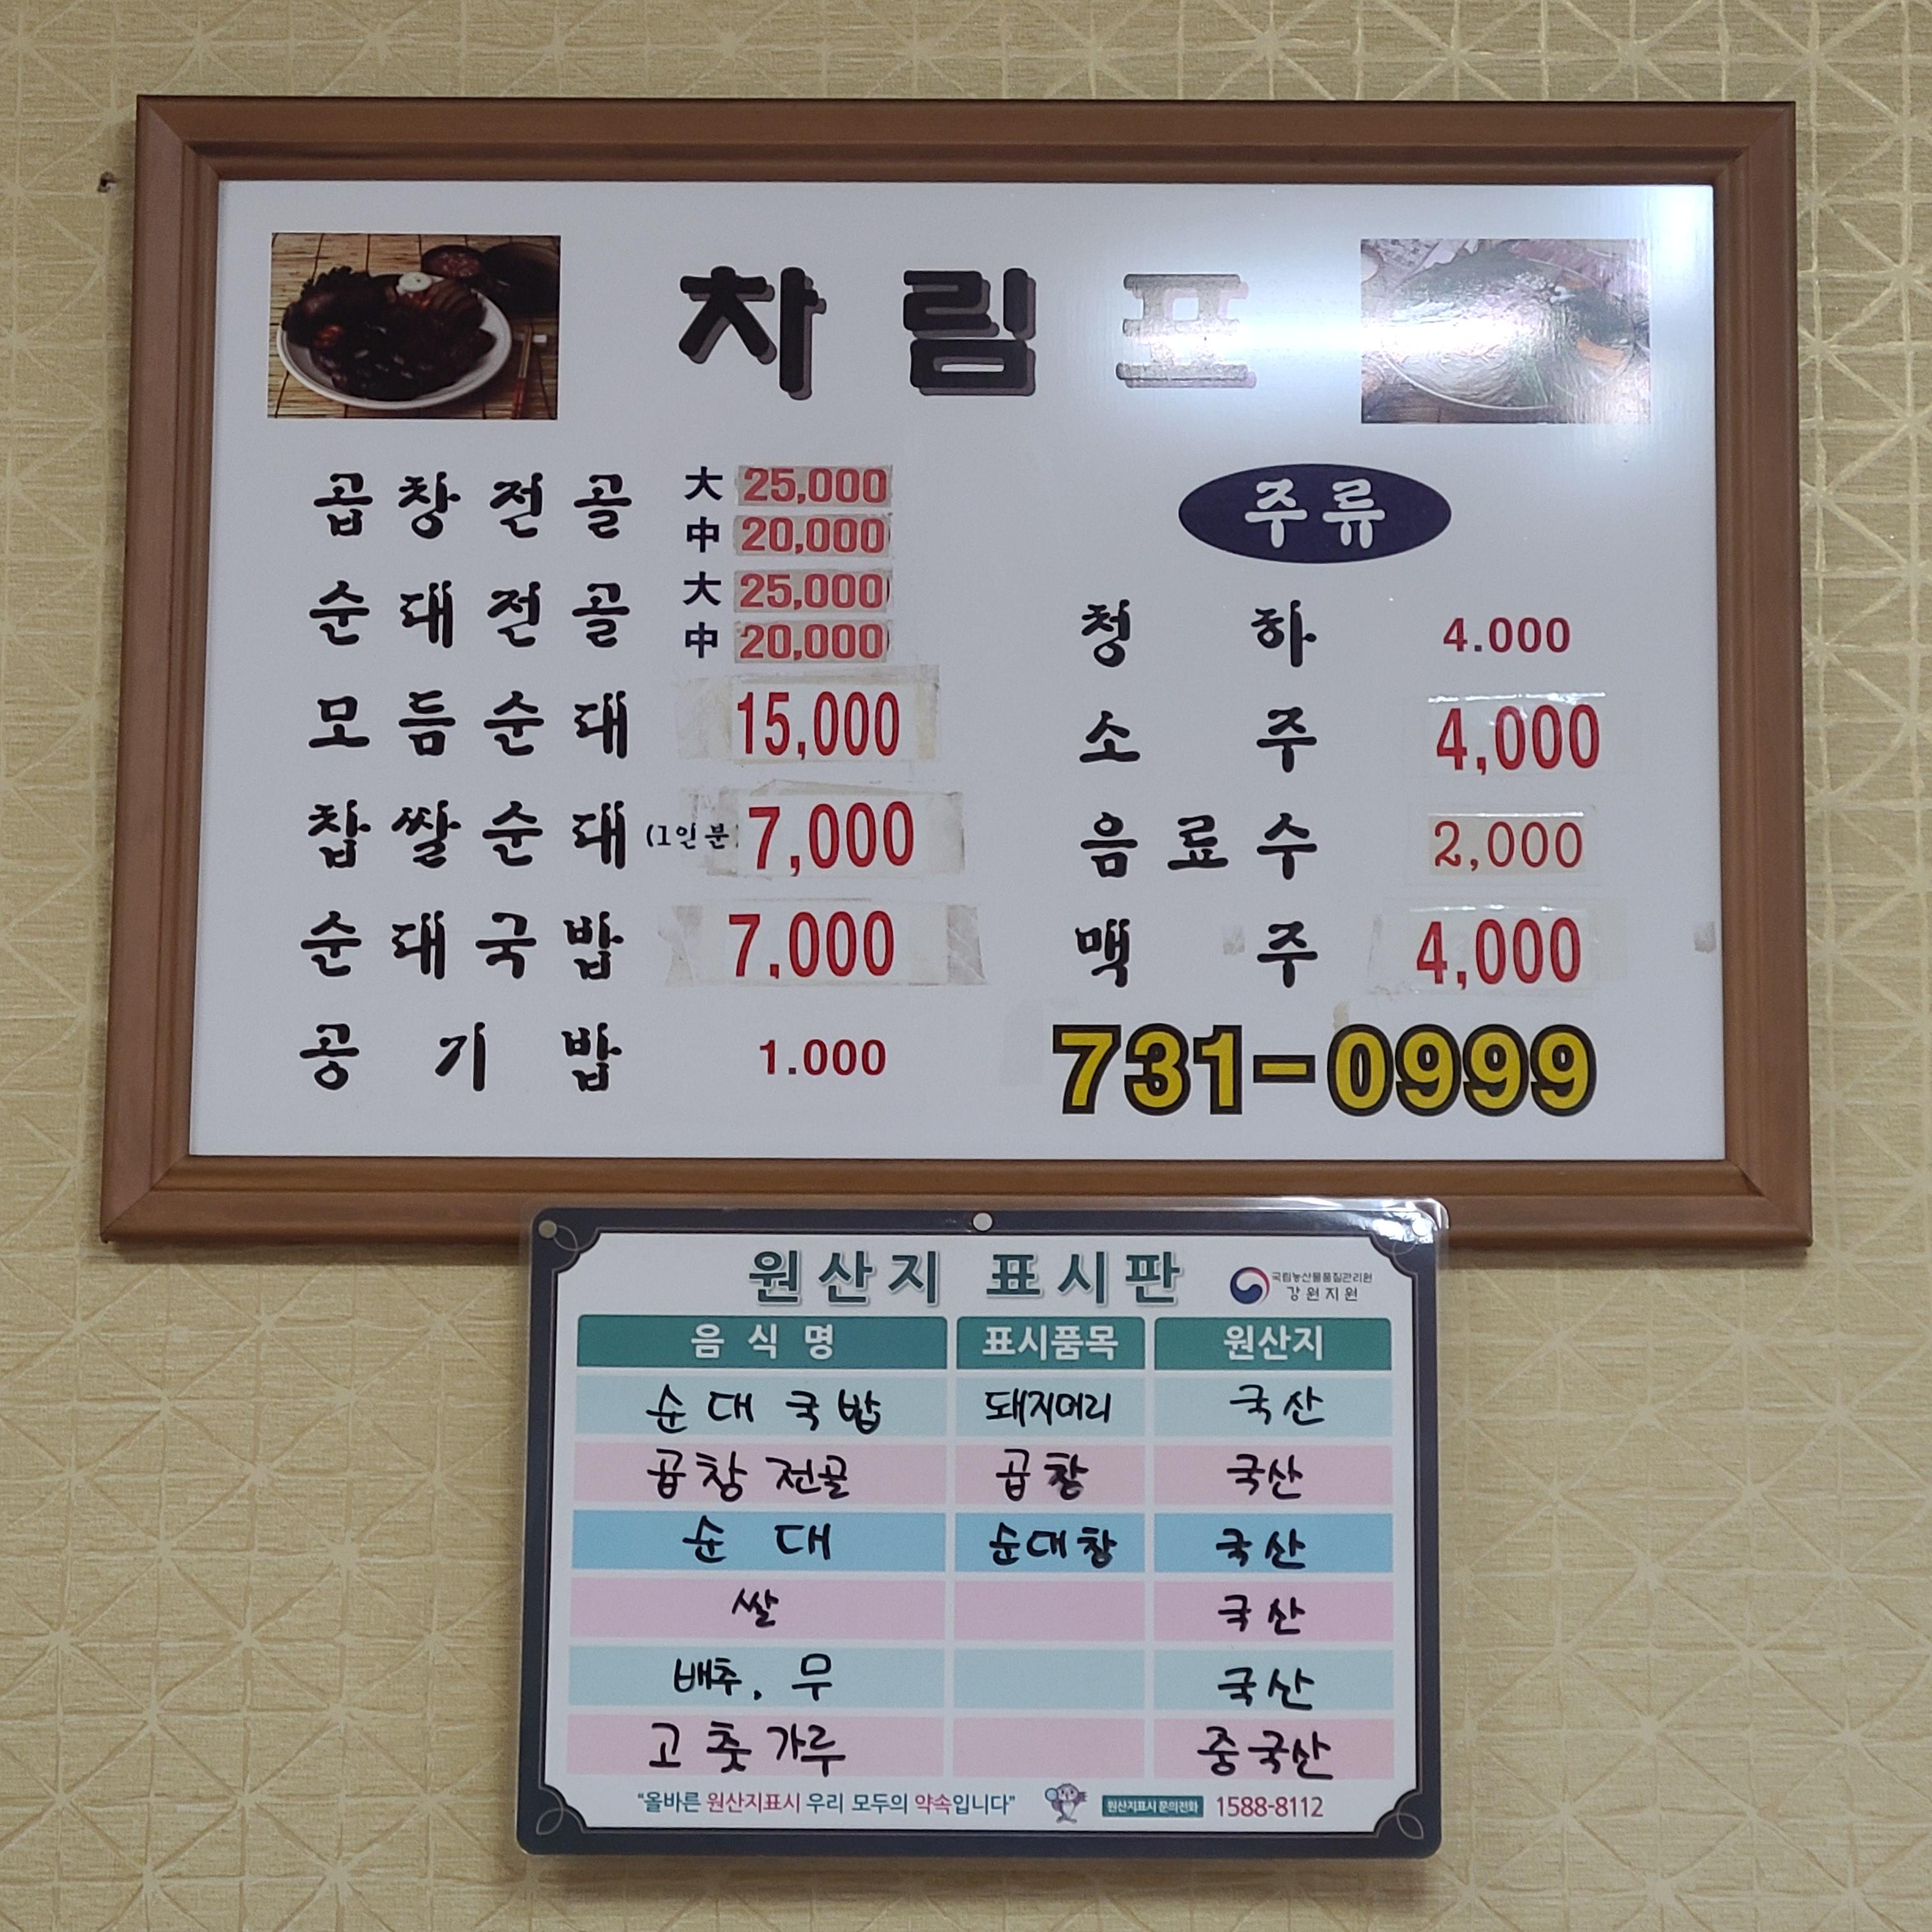 차림표
곱창전골 大 25,000
中 20,000
순대전골 大 25,000
中 20,000
모듬순대 15,000
찹쌀순대 (1인분) 7,000
순대국밥 7,000
공기밥 1.000
주류
청하 4.000
소주 4,000
음료수 2,000
맥주 4,000
731-0999
원산지 표시판
국립농산물품질관리원
강원지원
음식명 표시품목 원산지
순대국밥 돼지머리 국산
곱창전골 곱창 국산
순대 순대창 국산
쌀 국산
배추, 무 국산
고춧가루 중국산
"올바른 원산지표시 우리 모두의 약속입니다" 원산지표시 문의전화 1588-8112